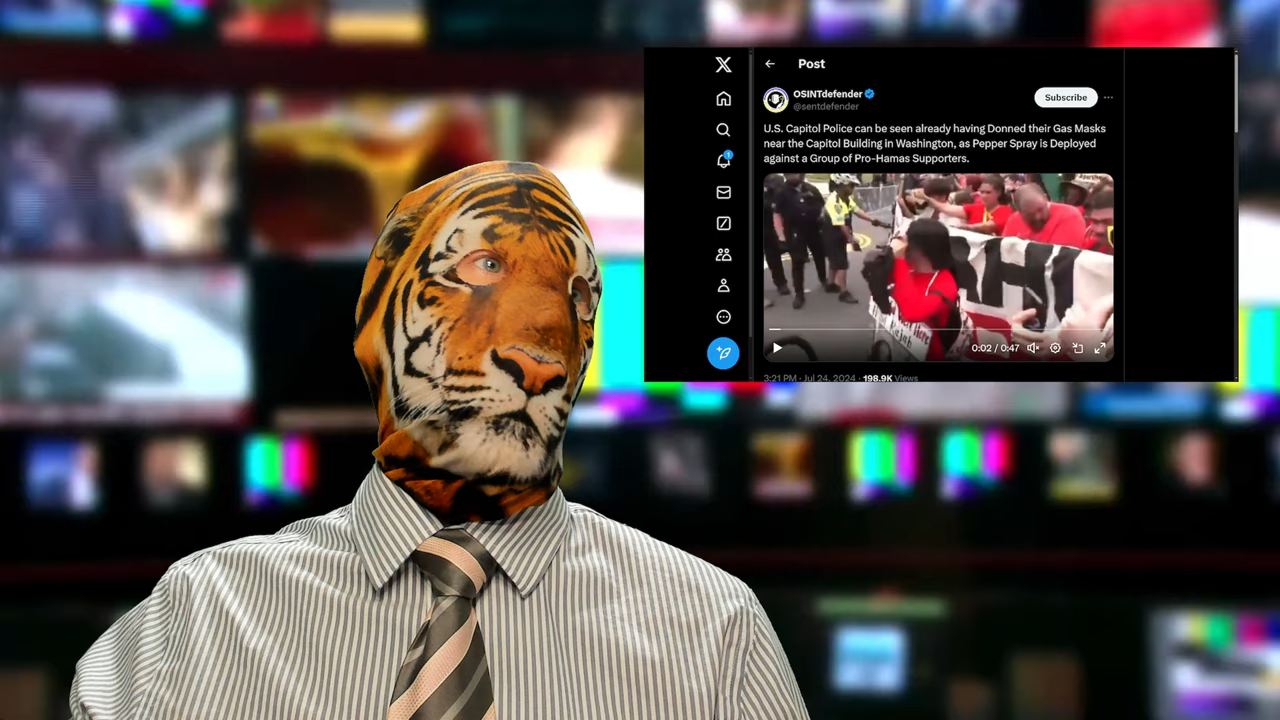 Post
OSINTdefender
@sentdefender
Subscribe
U.S. Capitol Police can be seen already having Donned their Gas Masks
near the Capitol Building in Washington, as Pepper Spray is Deployed
against a Group of Pro-Hamas Supporters.
0:02 / 0:47
3:21 PM · Jul 24, 2024 · 198.9K Views